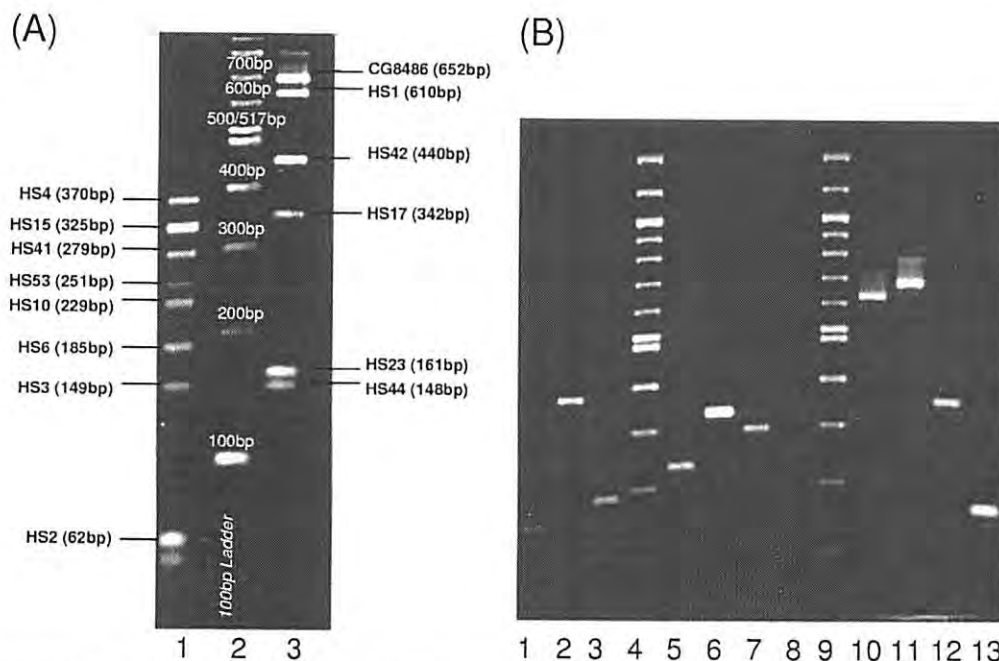 (A)
(B)
700bp
600bp
500/517bp
400bp
300bp
200bp
100bp
100bp Ladder
CG8486 (652bp)
HS1 (610bp)
HS42 (440bp)
HS17 (342bp)
HS23 (161bp)
HS44 (148bp)
HS4 (370bp)
HS15 (325bp)
HS41 (279bp)
HS53 (251bp)
HS10 (229bp)
HS6 (185bp)
HS3 (149bp)
HS2 (62bp)
1 2 3
1 2 3 4 5 6 7 8 9 10 11 12 13